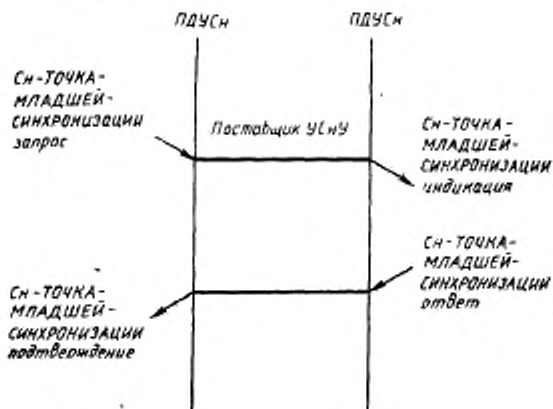 ПДУСн
ПДУСн
Сн-ТОЧКА-
МЛАДШЕЙ-
СИНХРОНИЗАЦИИ
запрос
Поставщик УСнУ
Сн-ТОЧКА-
МЛАДШЕЙ-
СИНХРОНИЗАЦИИ
индикация
Сн-ТОЧКА-
МЛАДШЕЙ-
СИНХРОНИЗАЦИИ
ответ
Сн-ТОЧКА-
МЛАДШЕЙ-
СИНХРОНИЗАЦИИ
подтверждение